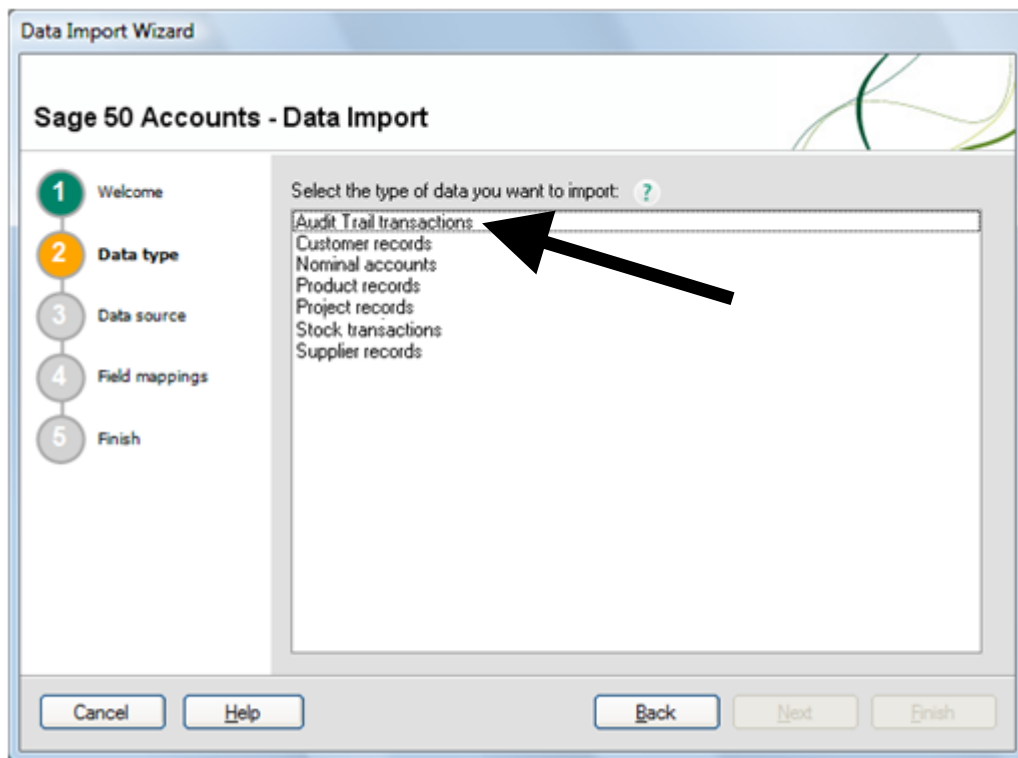 Data Import Wizard
Sage 50 Accounts - Data Import
1 Welcome
2 Data type
3 Data source
4 Field mappings
5 Finish
Select the type of data you want to import: ?
Audit Trail transactions
Customer records
Nominal accounts
Product records
Project records
Stock transactions
Supplier records
Cancel Help Back Next Finish